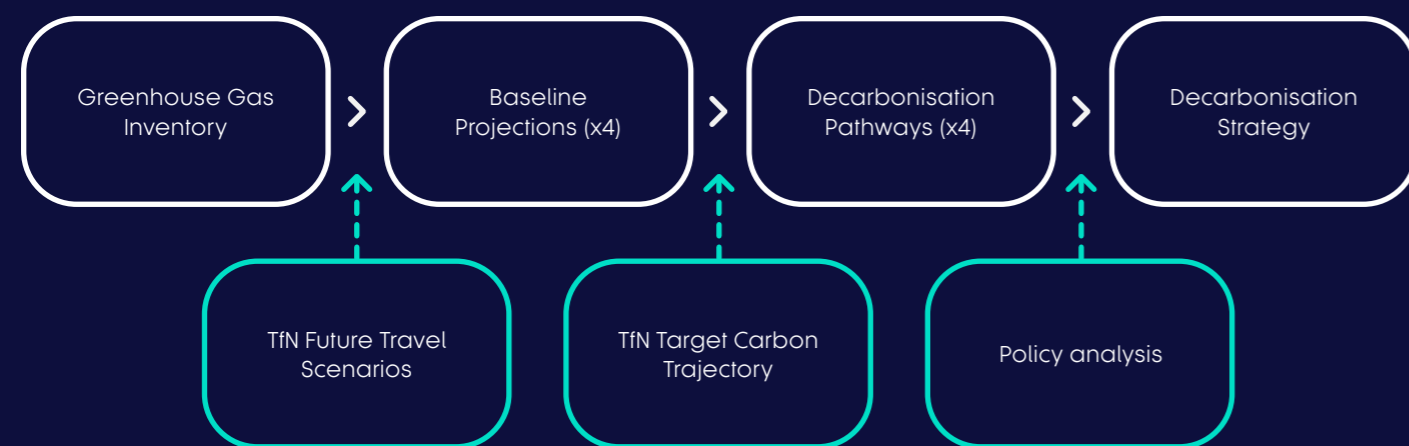 Greenhouse Gas
Inventory
Baseline
Projections (x4)
Decarbonisation
Pathways (x4)
Decarbonisation
Strategy
TfN Future Travel
Scenarios
TfN Target Carbon
Trajectory
Policy analysis